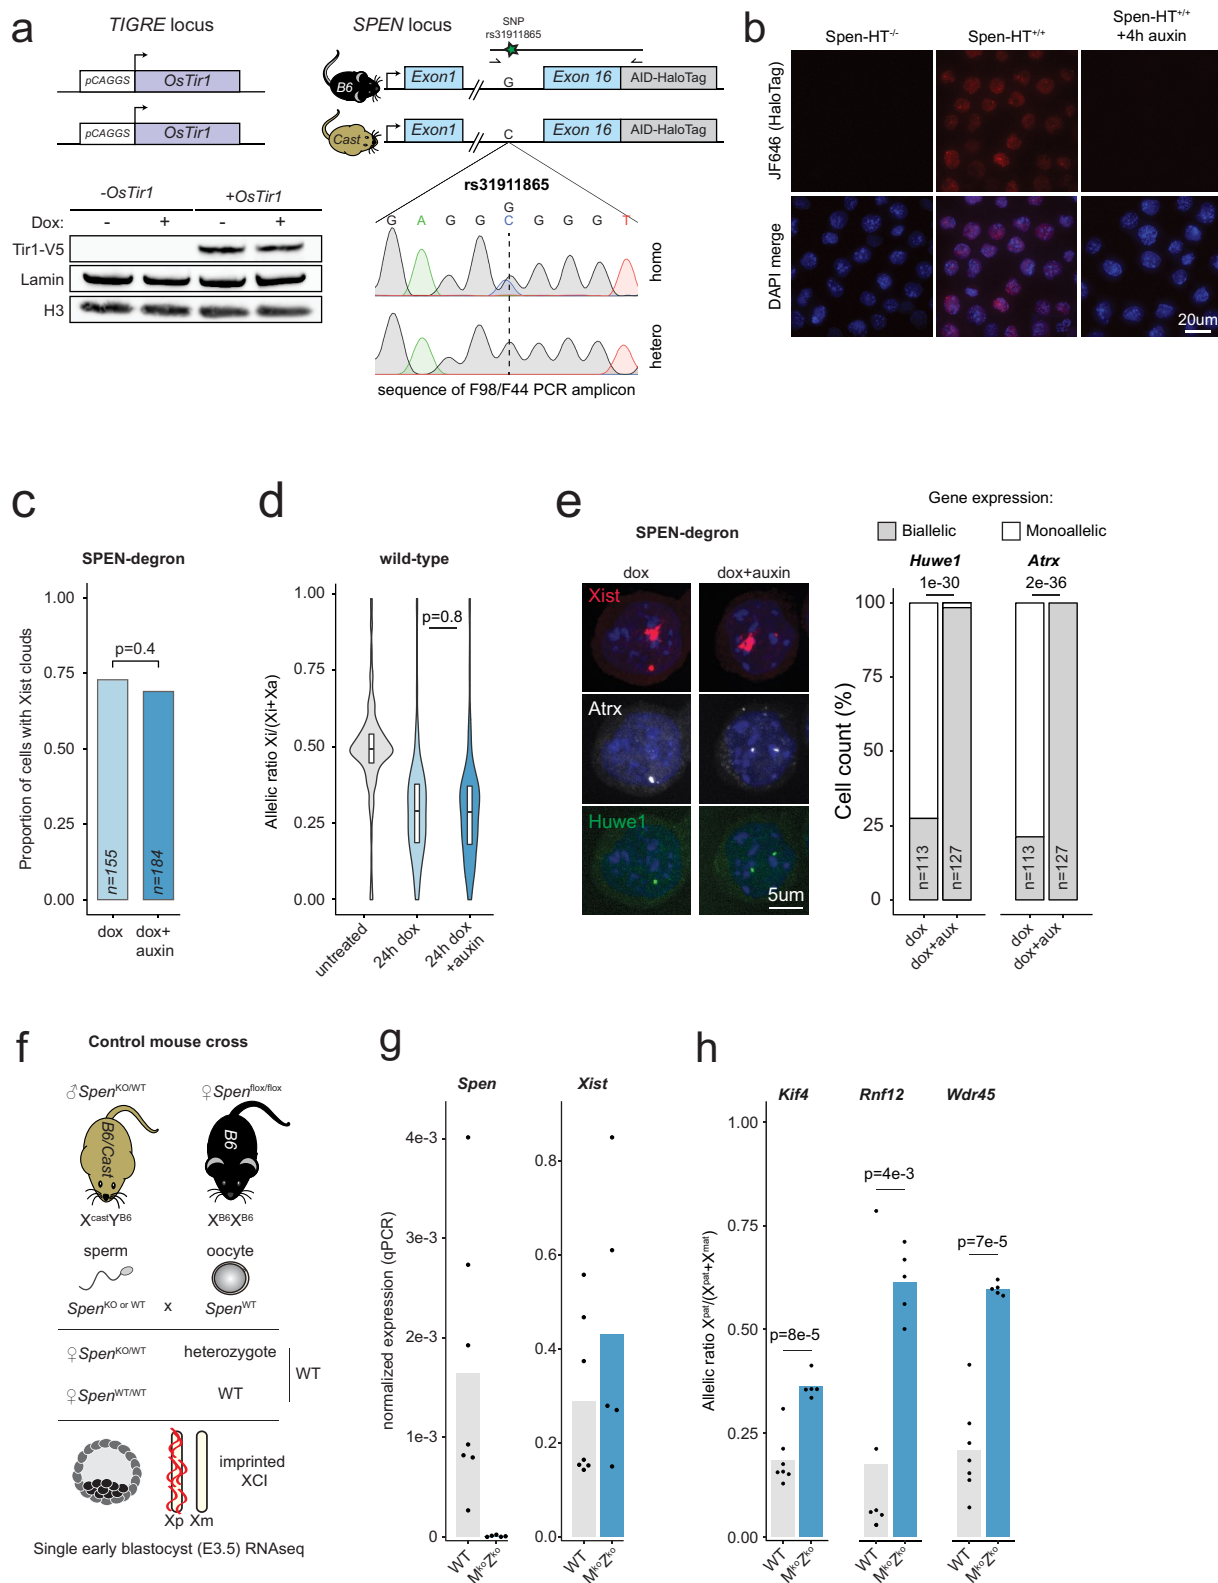 a
TIGRE locus
pCAGGS
OsTir1
pCAGGS
OsTir1
-OsTir1
+OsTir1
Dox:
-
+
-
+
Tir1-V5
Lamin
H3
SPEN locus
SNP
rs31911865
B6
Exon1
G
Exon 16
AID-HaloTag
Cast
Exon1
C
Exon 16
AID-HaloTag
rs31911865
G
G A G G C G G G T
homo
hetero
sequence of F98/F44 PCR amplicon
b
Spen-HT-/-
Spen-HT+/+
Spen-HT+/+
+4h auxin
JF646 (HaloTag)
DAPI merge
20um
c
SPEN-degron
Proportion of cells with Xist clouds
1.00
0.75
0.50
0.25
0.00
p=0.4
n=155
n=184
dox
dox+
auxin
d
wild-type
Allelic ratio Xi/(Xi+Xa)
1.00
0.75
0.50
0.25
0.00
p=0.8
untreated
24h dox
24h dox
+auxin
e
SPEN-degron
dox
dox+auxin
Xist
Atrx
Huwe1
5um
Gene expression:
Biallelic
Monoallelic
Huwe1
Atrx
1e-30
2e-36
Cell count (%)
100
75
50
25
0
n=113
n=127
n=113
n=127
dox
dox+aux
dox
dox+aux
f
Control mouse cross
♂SpenKO/WT
♀Spenflox/flox
B6/Cast
B6
XcastYB6
XB6XB6
sperm
oocyte
SpenKO or WT
x
SpenWT
♀SpenKO/WT
heterozygote
♀SpenWT/WT
WT
WT
imprinted
XCI
Xp
Xm
Single early blastocyst (E3.5) RNAseq
g
Spen
Xist
normalized expression (qPCR)
4e-3
3e-3
2e-3
1e-3
0
0.8
0.6
0.4
0.2
0.0
WT
MkoZko
WT
MkoZko
h
Kif4
Rnf12
Wdr45
Allelic ratio Xpat/(Xpat+Xmat)
1.00
0.75
0.50
0.25
0.00
p=8e-5
p=4e-3
p=7e-5
WT
MkoZko
WT
MkoZko
WT
MkoZko